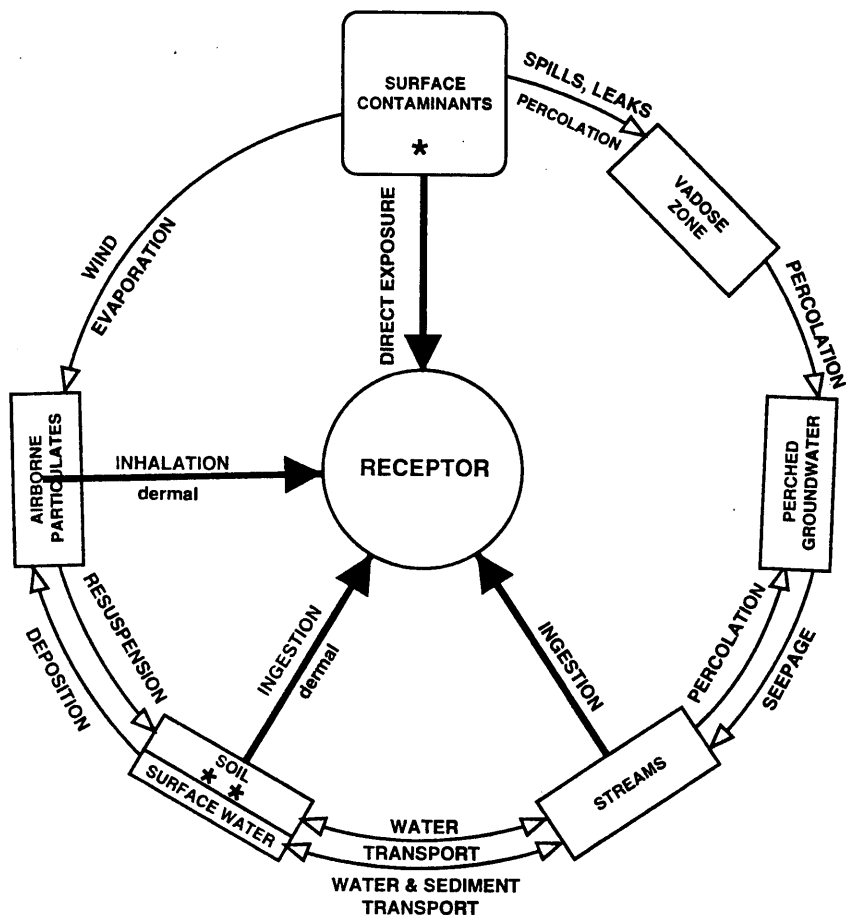 SURFACE
CONTAMINANTS
*
SPILLS, LEAKS
PERCOLATION
VADOSE
ZONE
WIND
EVAPORATION
DIRECT EXPOSURE
PERCOLATION
AIRBORNE
PARTICULATES
INHALATION
dermal
RECEPTOR
PERCHED
GROUNDWATER
RESUSPENSION
DEPOSITION
INGESTION
dermal
INGESTION
PERCOLATION
SEEPAGE
SOIL
* *
SURFACE WATER
STREAMS
WATER
TRANSPORT
WATER & SEDIMENT
TRANSPORT